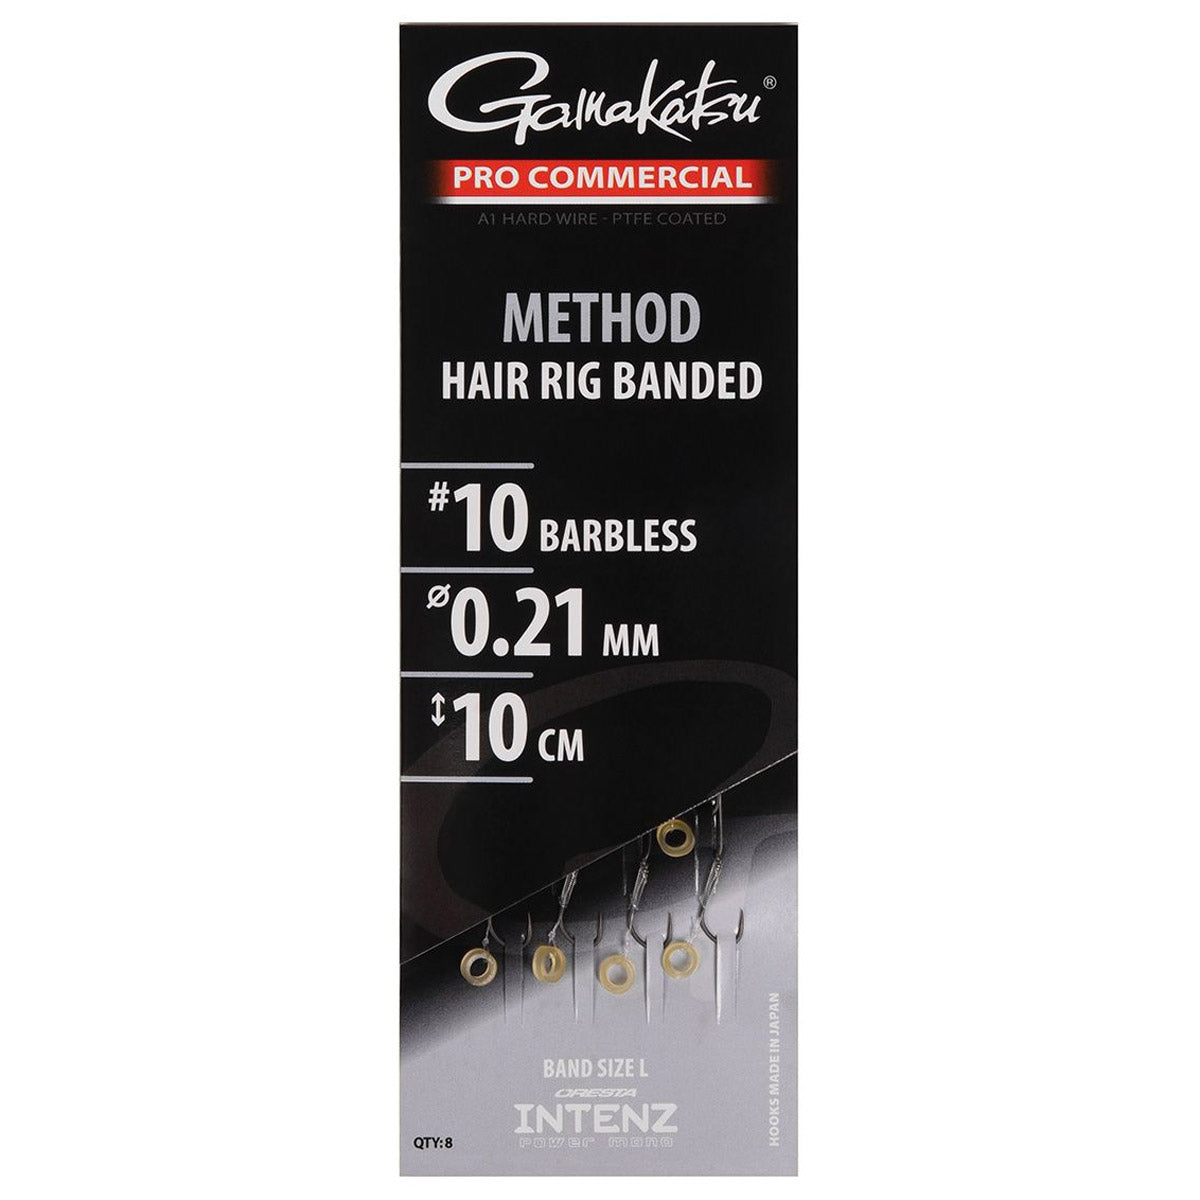 Gamakatsu®
PRO COMMERCIAL
A1 HARD WIRE - PTFE COATED
METHOD
HAIR RIG BANDED
#10 BARBLESS
⌀0.21 MM
↕10 CM
BAND SIZE L
CRESTA
INTENZ
POWER MONO
QTY: 8
HOOKS MADE IN JAPAN